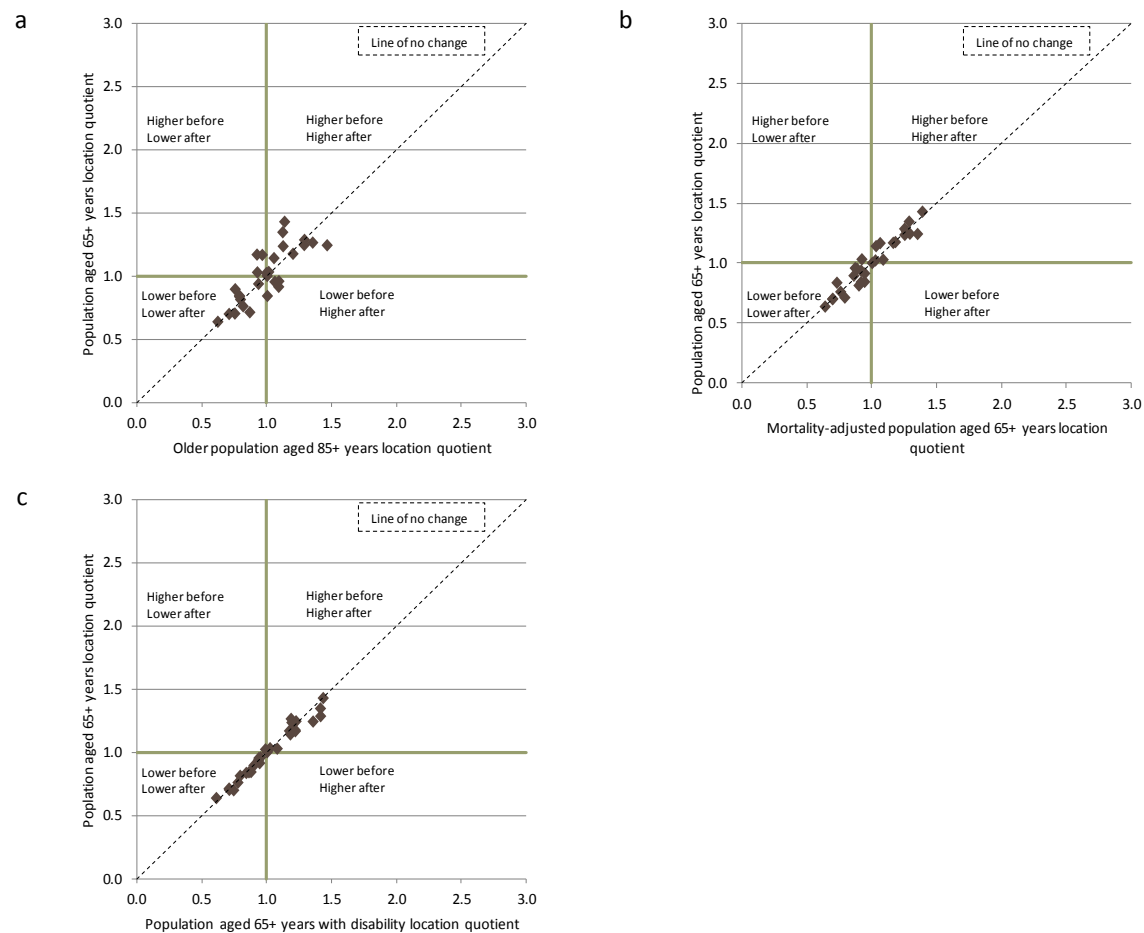 a
Population aged 65+ years location quotient
3.0
2.5
2.0
1.5
1.0
0.5
0.0
Line of no change
Higher before
Lower after
Higher before
Higher after
Lower before
Lower after
Lower before
Higher after
0.0 0.5 1.0 1.5 2.0 2.5 3.0
Older population aged 85+ years location quotient
b
Population aged 65+ years location quotient
3.0
2.5
2.0
1.5
1.0
0.5
0.0
Line of no change
Higher before
Lower after
Higher before
Higher after
Lower before
Lower after
Lower before
Higher after
0.0 0.5 1.0 1.5 2.0 2.5 3.0
Mortality-adjusted population aged 65+ years location
quotient
c
Poplation aged 65+ years location quotient
3.0
2.5
2.0
1.5
1.0
0.5
0.0
Line of no change
Higher before
Lower after
Higher before
Higher after
Lower before
Lower after
Lower before
Higher after
0.0 0.5 1.0 1.5 2.0 2.5 3.0
Population aged 65+ years with disability location quotient